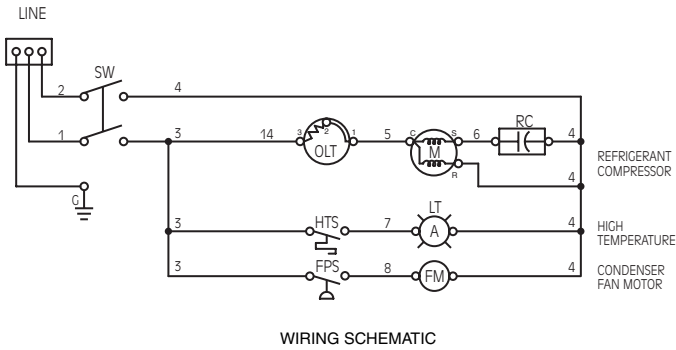 LINE
SW
2
4
1
3
14
3
2
1
OLT
5
C
S
M
R
6
RC
4
REFRIGERANT
COMPRESSOR
4
G
3
HTS
7
LT
A
4
HIGH
TEMPERATURE
3
FPS
8
FM
4
CONDENSER
FAN MOTOR
WIRING SCHEMATIC